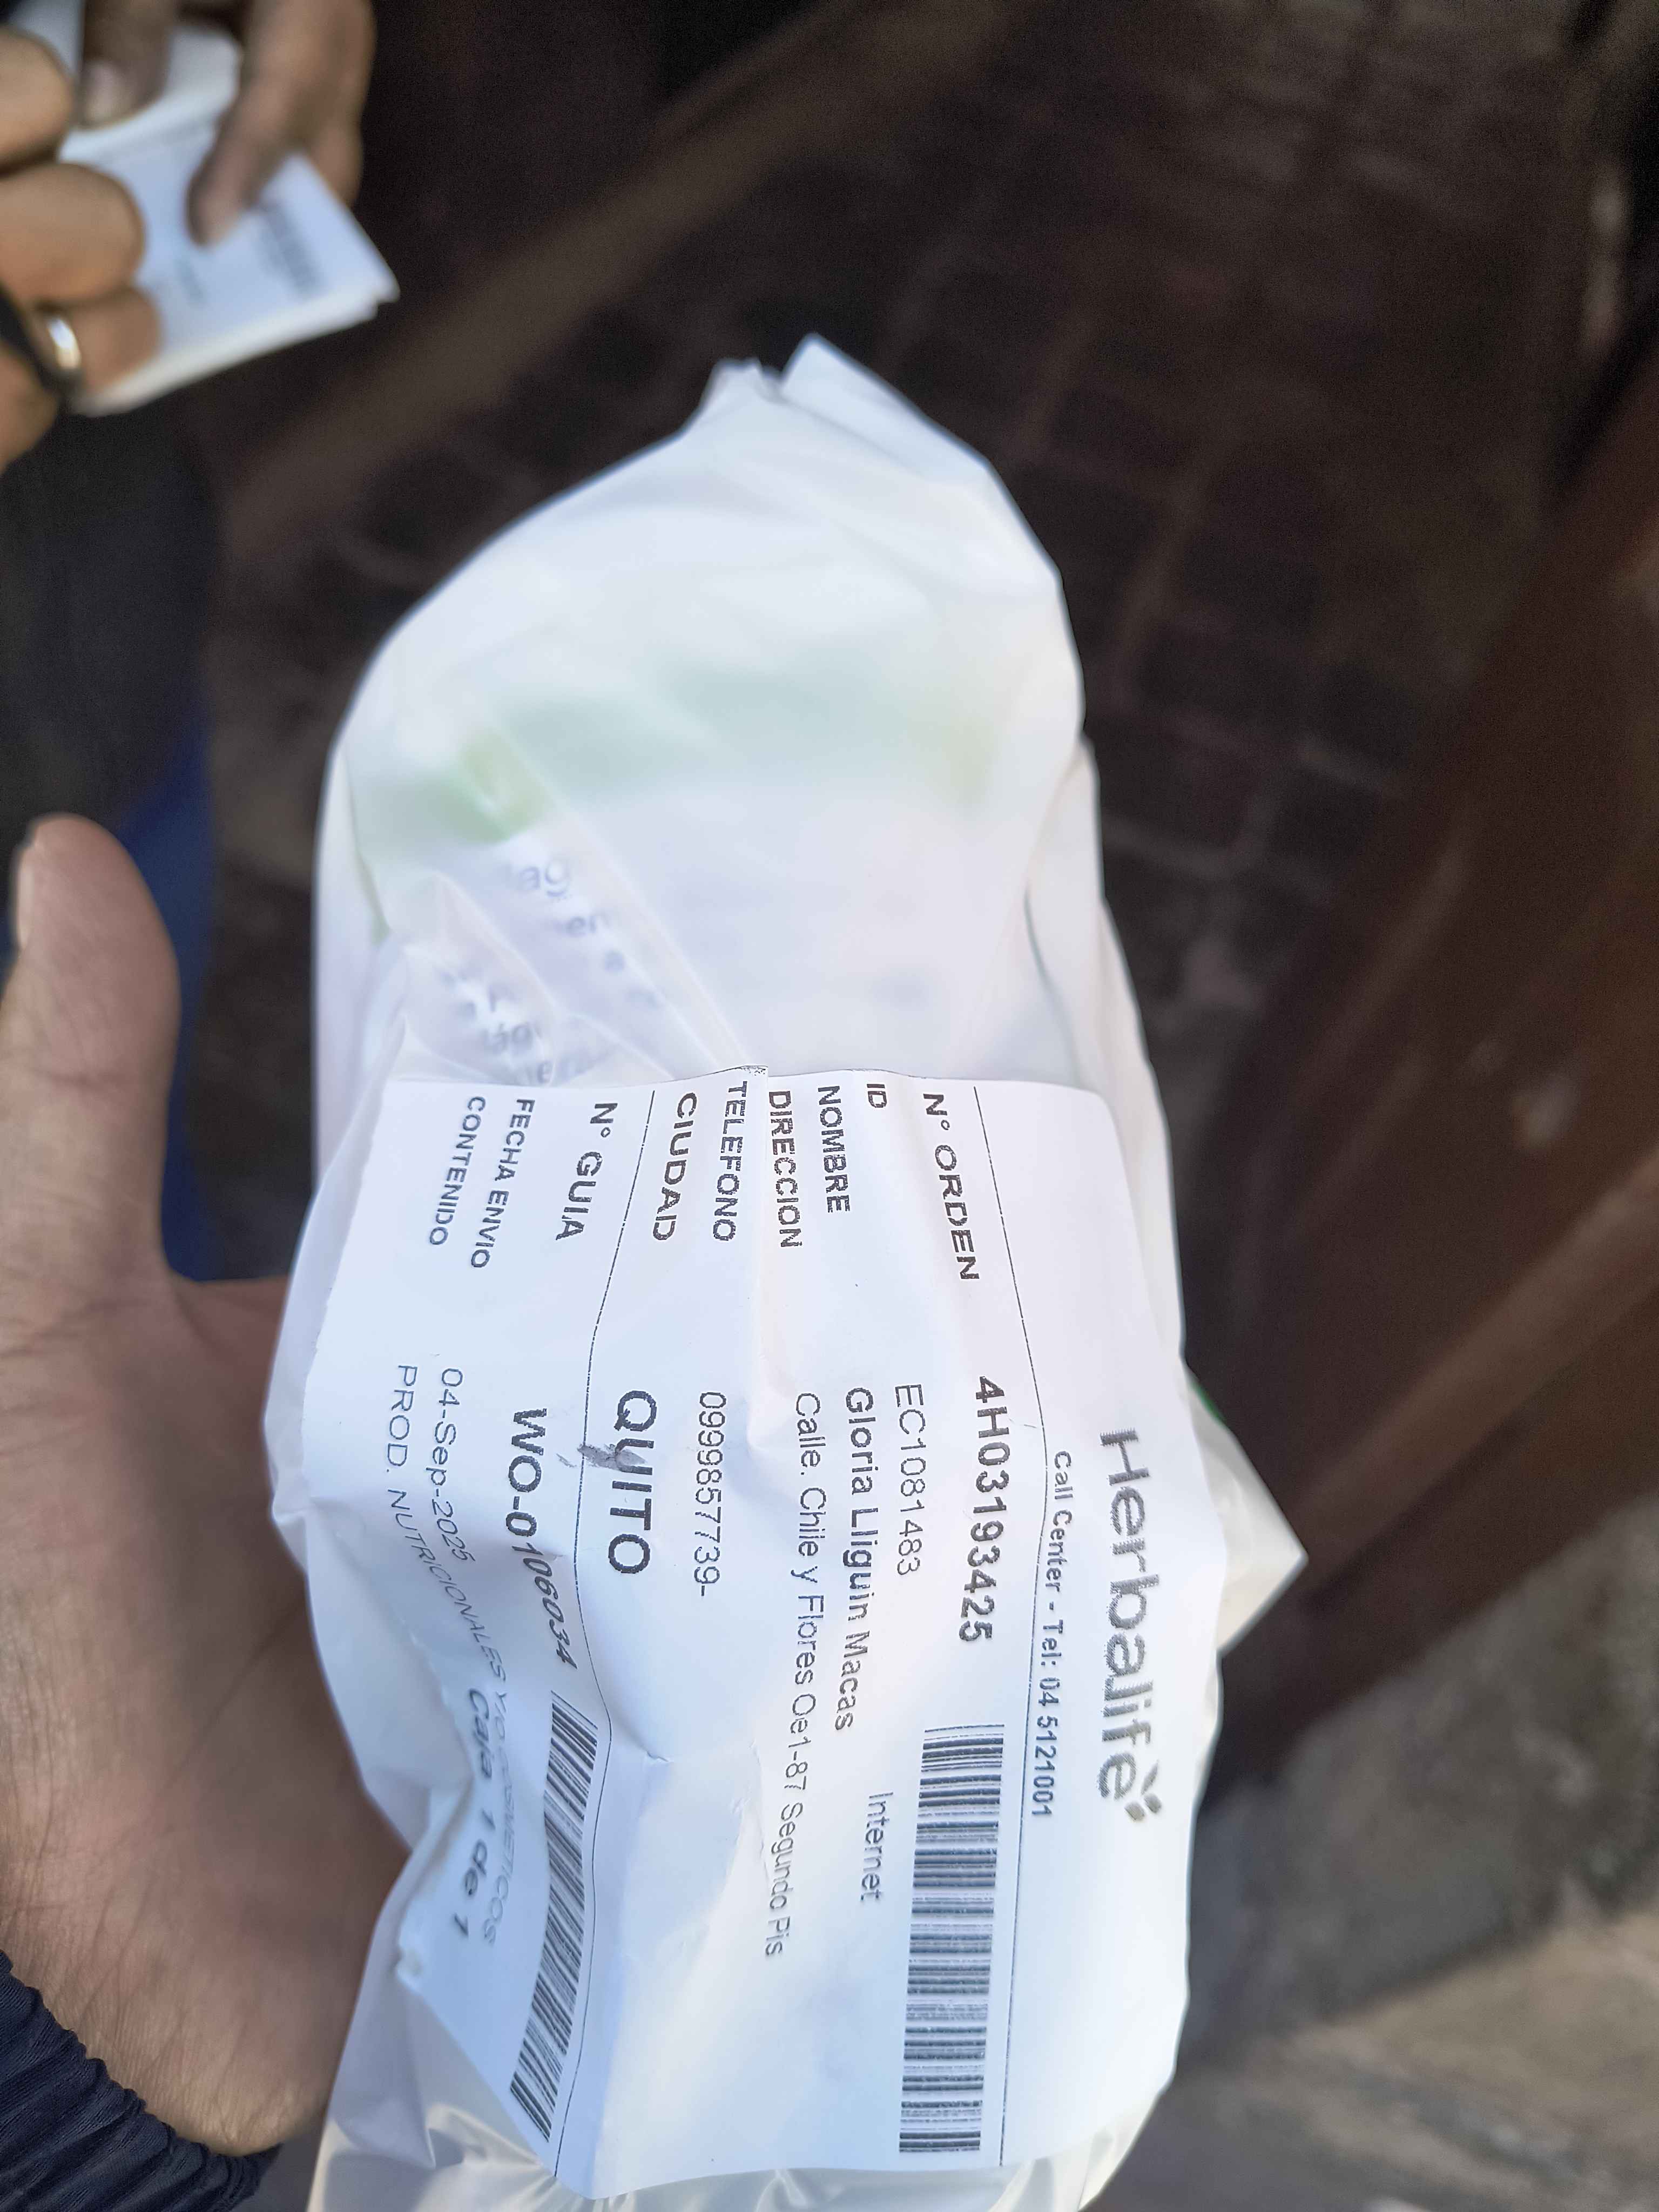 Herbalife
Call Center - Tel: 04 5121001
N° ORDEN 4H03193425
ID EC1081483 Internet
NOMBRE Gloria Lliguin Macas
DIRECCION Calle. Chile y Flores Oe1-87 Segundo Pis
TELEFONO 0999857739-
CIUDAD QUITO
N° GUIA WO-0106034
FECHA ENVIO 04-Sep-2025 Caja 1 de 1
CONTENIDO PROD. NUTRICIONALES Y/O COSMETICOS